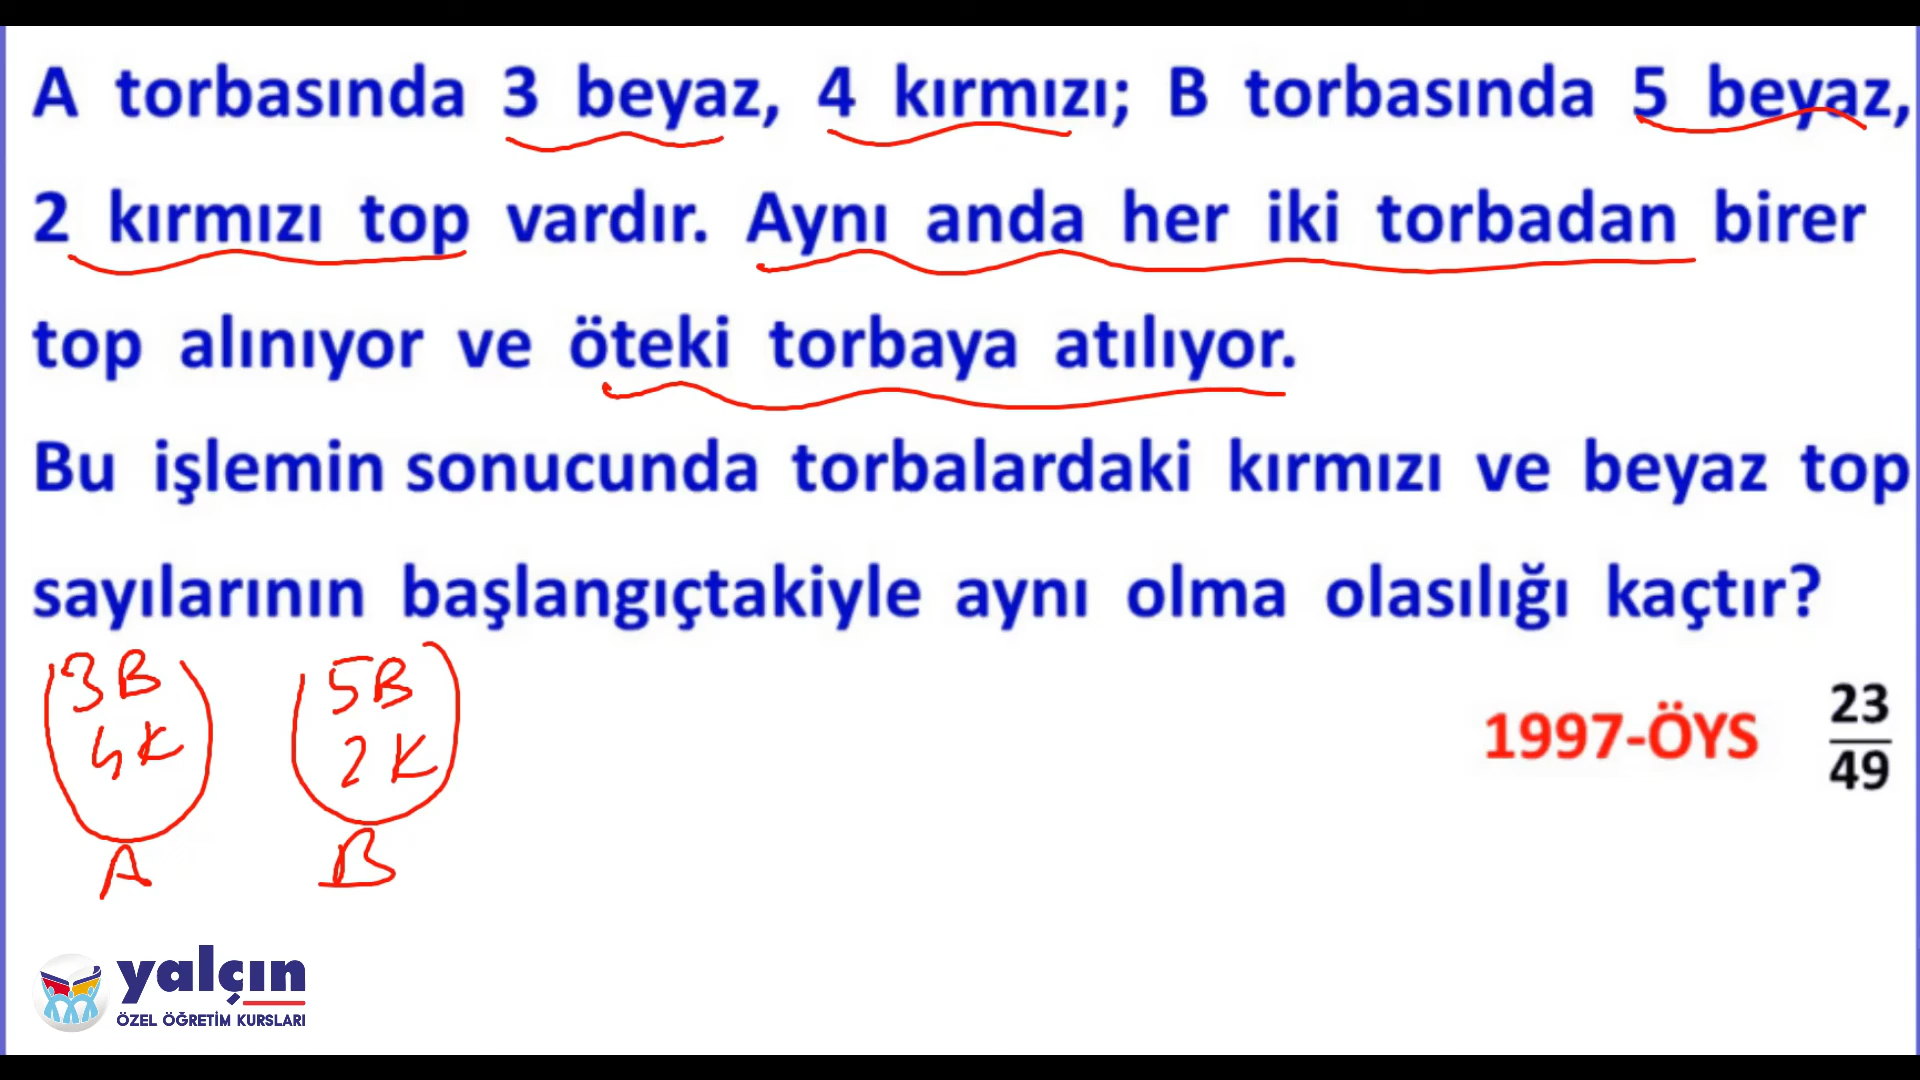 A torbasında 3 beyaz, 4 kırmızı; B torbasında 5 beyaz,
2 kırmızı top vardır. Aynı anda her iki torbadan birer
top alınıyor ve öteki torbaya atılıyor.
Bu işlemin sonucunda torbalardaki kırmızı ve beyaz top
sayılarının başlangıçtakiyle aynı olma olasılığı kaçtır?
3B
4K
A
5B
2K
B
1997-ÖYS
23
49
yalçın
ÖZEL ÖĞRETİM KURSLARI